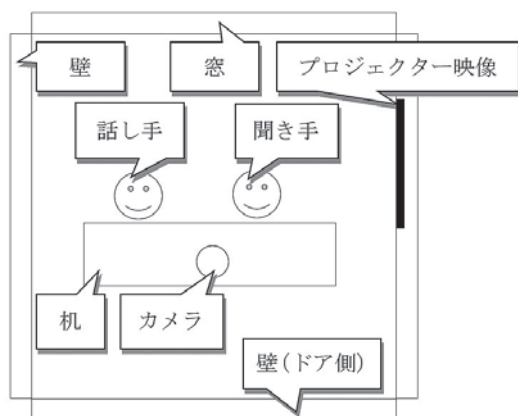 壁
窓
プロジェクター映像
話し手
聞き手
机
カメラ
壁(ドア側)